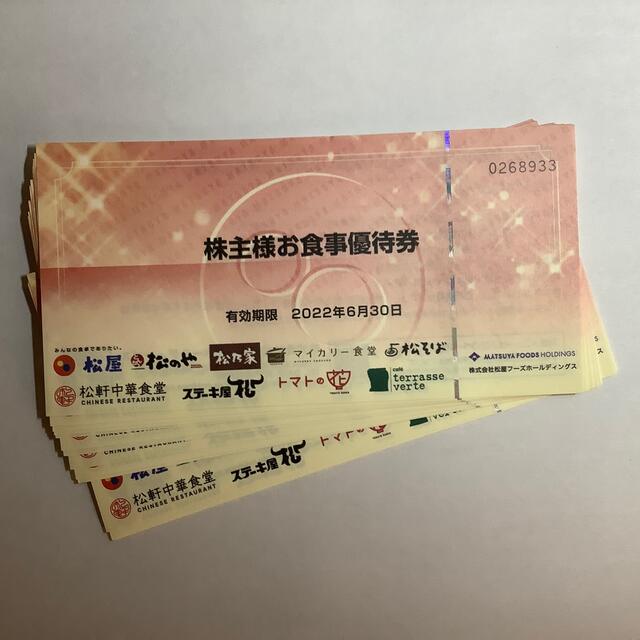 0268933
株主様お食事優待券
有効期限 2022年6月30日
みんなの食卓でありたい。
松屋 松のや 松乃家 マイカリー食堂 松そば
MATSUYA FOODS HOLDINGS
株式会社松屋フーズホールディングス
松軒中華食堂
CHINESE RESTAURANT
ステーキ屋松 トマトの花 café terrasse verte
CHINESE RESTAURANT
松屋
松軒中華食堂
CHINESE RESTAURANT
ステーキ屋松